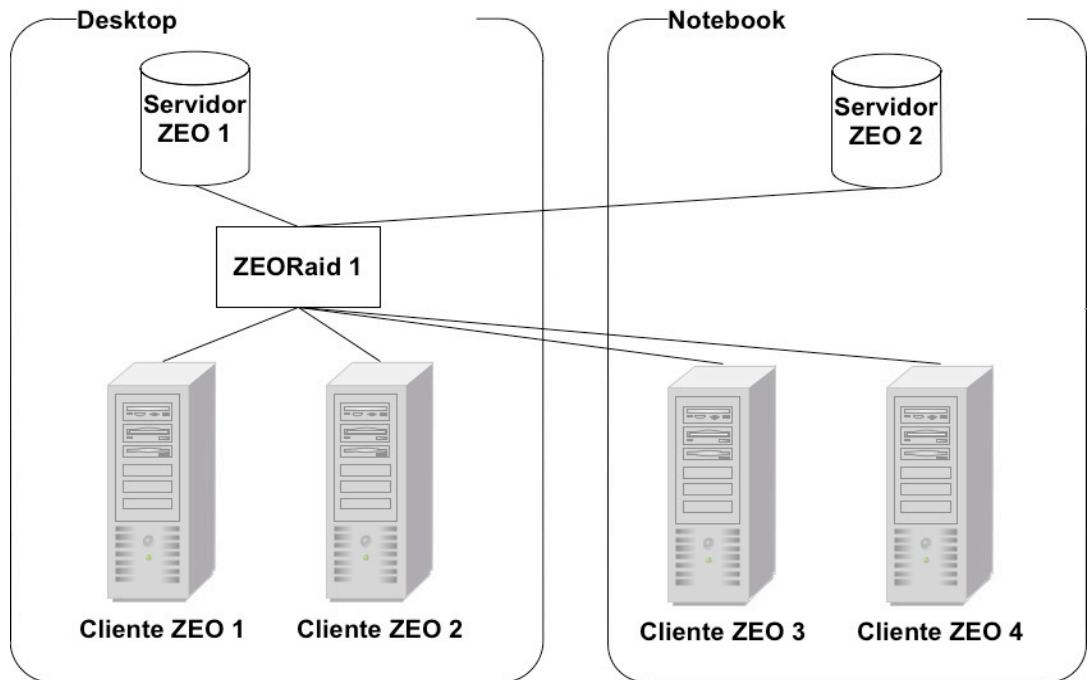 Desktop
Notebook
Servidor
ZEO 1
Servidor
ZEO 2
ZEORaid 1
Cliente ZEO 1
Cliente ZEO 2
Cliente ZEO 3
Cliente ZEO 4